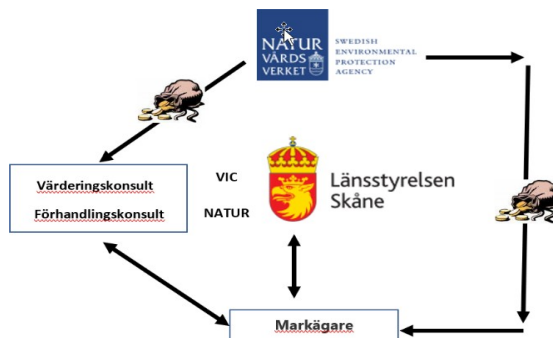 NATUR
VÅRDS
VERKET
SWEDISH
ENVIRONMENTAL
PROTECTION
AGENCY
Värderingskonsult
Förhandlingskonsult
VIC
NATUR
Länsstyrelsen
Skåne
Markägare